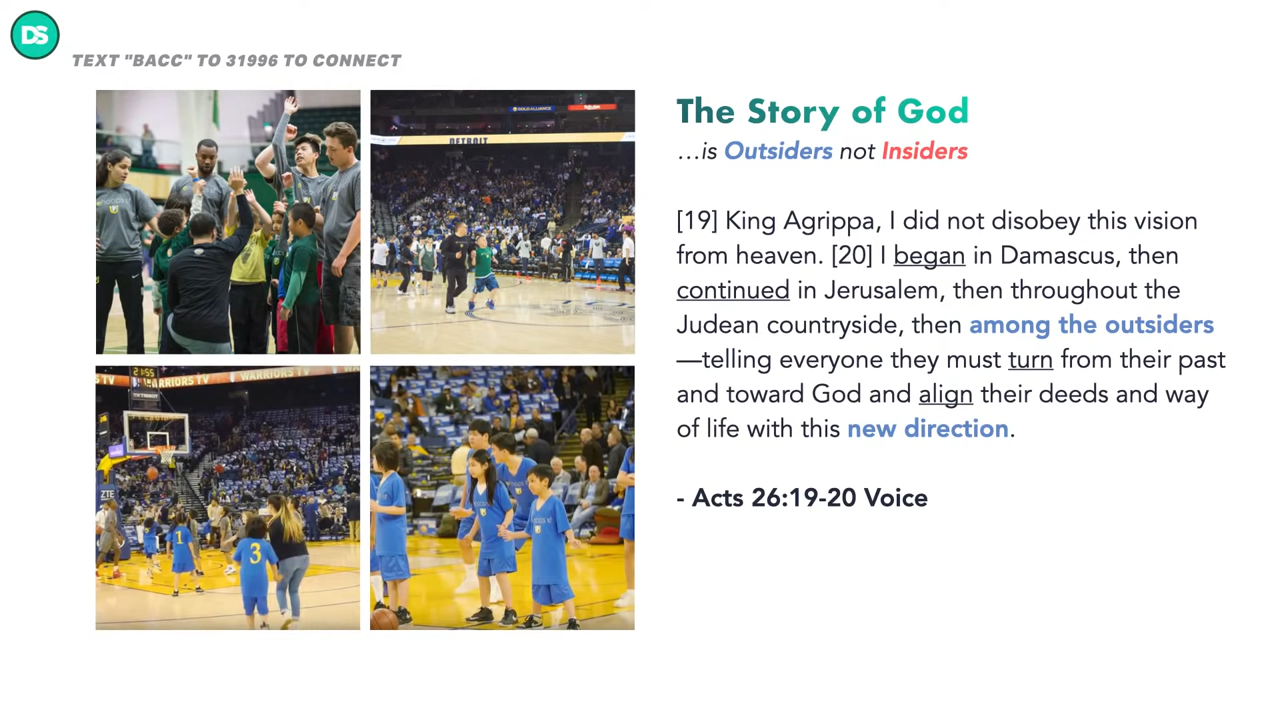 DS
TEXT "BACC" TO 31996 TO CONNECT
The Story of God
…is Outsiders not Insiders
[19] King Agrippa, I did not disobey this vision
from heaven. [20] I began in Damascus, then
continued in Jerusalem, then throughout the
Judean countryside, then among the outsiders
—telling everyone they must turn from their past
and toward God and align their deeds and way
of life with this new direction.
- Acts 26:19-20 Voice
GOLD ALLIANCE
DETROIT
WARRIORS TV
WARRIORS TV
ZTE
1
3